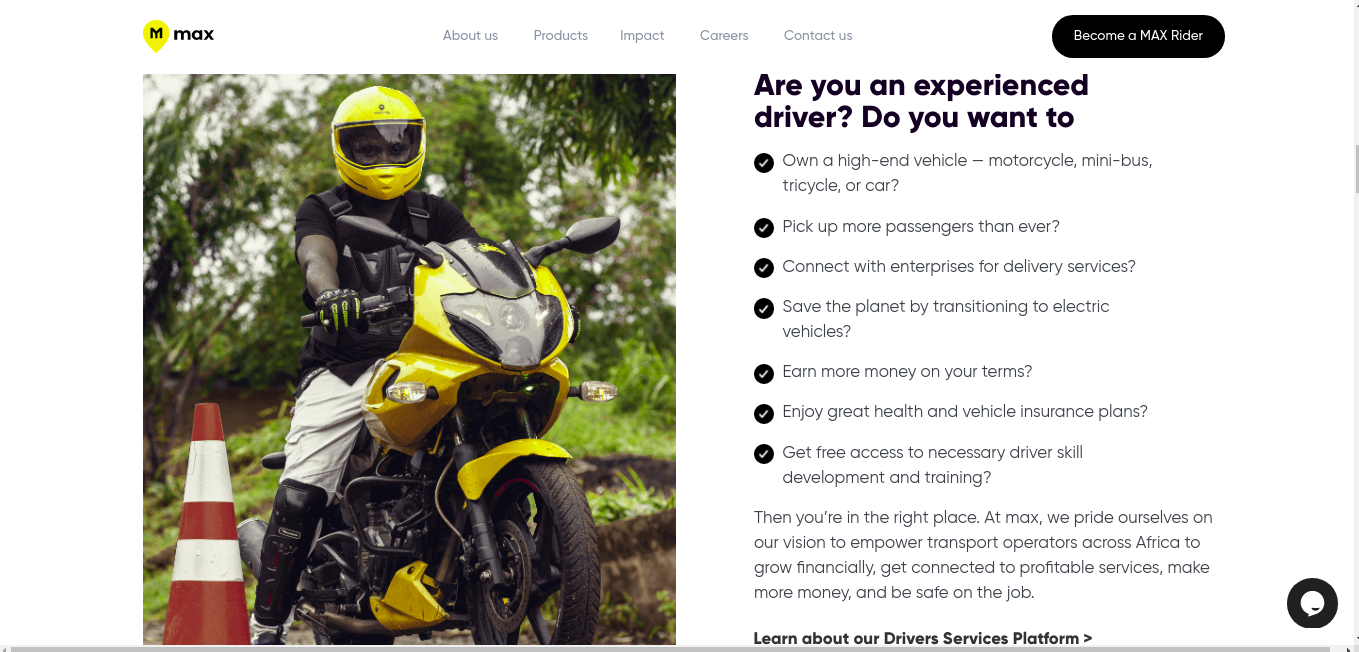 M max
About us
Products
Impact
Careers
Contact us
Become a MAX Rider
Are you an experienced
driver? Do you want to
Own a high-end vehicle — motorcycle, mini-bus,
tricycle, or car?
Pick up more passengers than ever?
Connect with enterprises for delivery services?
Save the planet by transitioning to electric
vehicles?
Earn more money on your terms?
Enjoy great health and vehicle insurance plans?
Get free access to necessary driver skill
development and training?
Then you’re in the right place. At max, we pride ourselves on
our vision to empower transport operators across Africa to
grow financially, get connected to profitable services, make
more money, and be safe on the job.
Learn about our Drivers Services Platform >